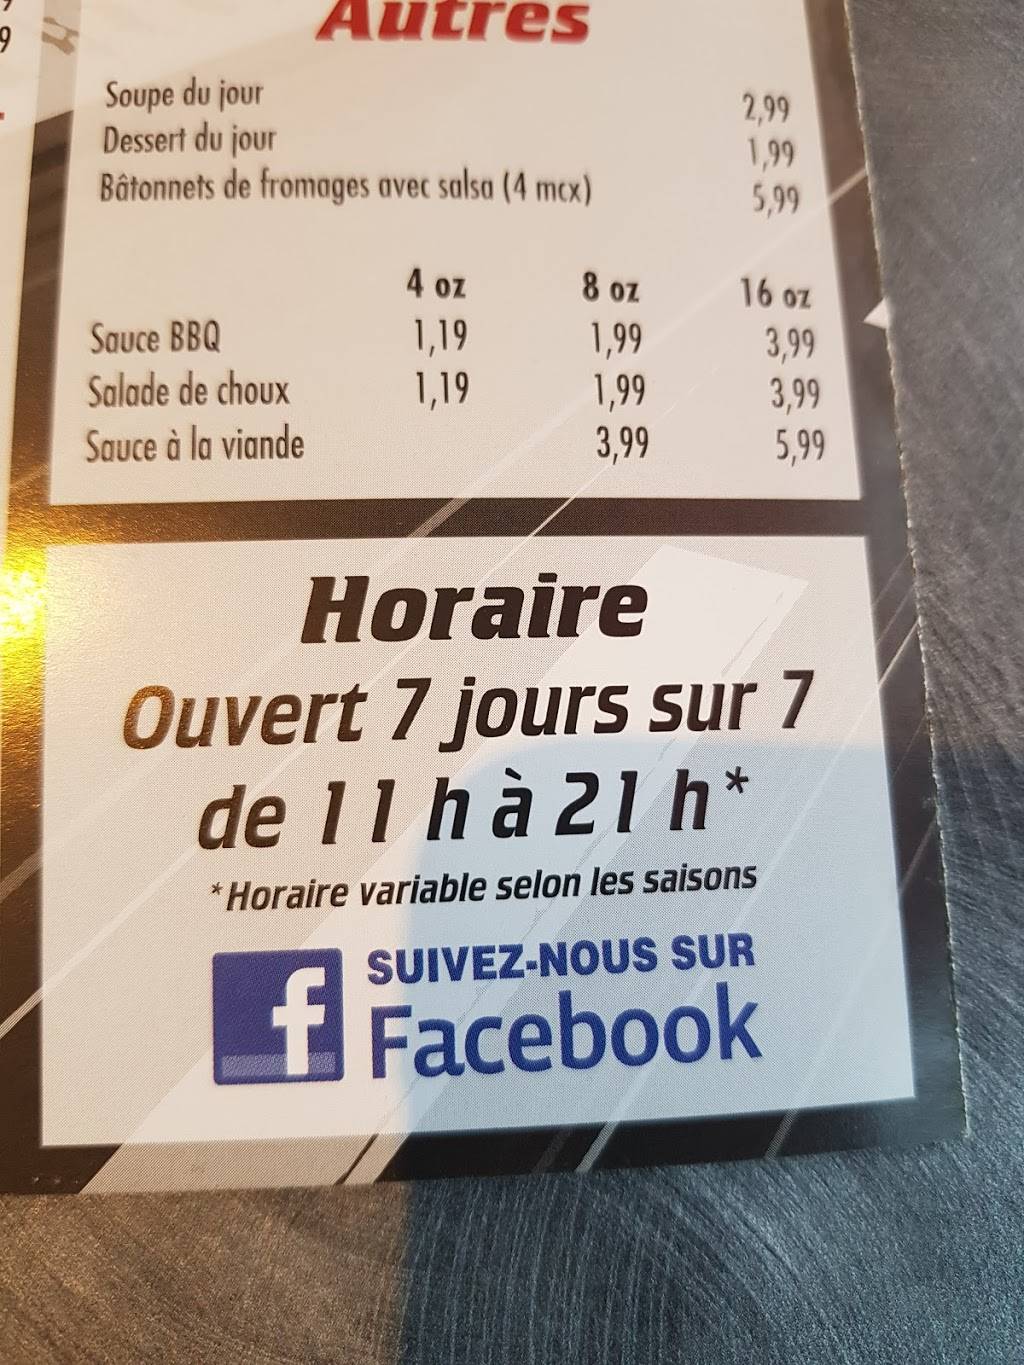 Autres
Soupe du jour 2,99
Dessert du jour 1,99
Bâtonnets de fromages avec salsa (4 mcx) 5,99
4 oz 8 oz 16 oz
Sauce BBQ 1,19 1,99 3,99
Salade de choux 1,19 1,99 3,99
Sauce à la viande 3,99 5,99
Horaire
Ouvert 7 jours sur 7
de 11 h à 21 h*
*Horaire variable selon les saisons
f SUIVEZ-NOUS SUR
Facebook